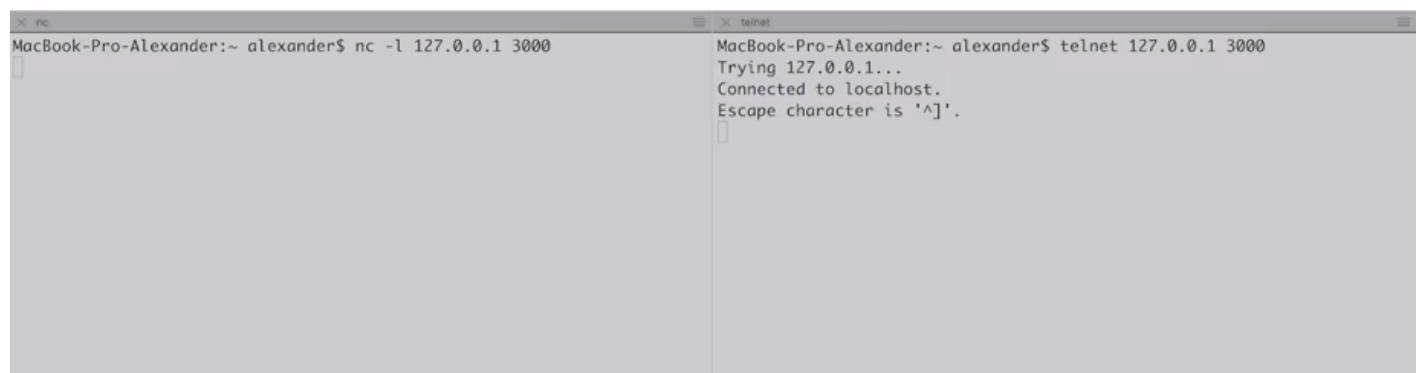 nc
MacBook-Pro-Alexander:~ alexander$ nc -l 127.0.0.1 3000
telnet
MacBook-Pro-Alexander:~ alexander$ telnet 127.0.0.1 3000
Trying 127.0.0.1...
Connected to localhost.
Escape character is '^]'.